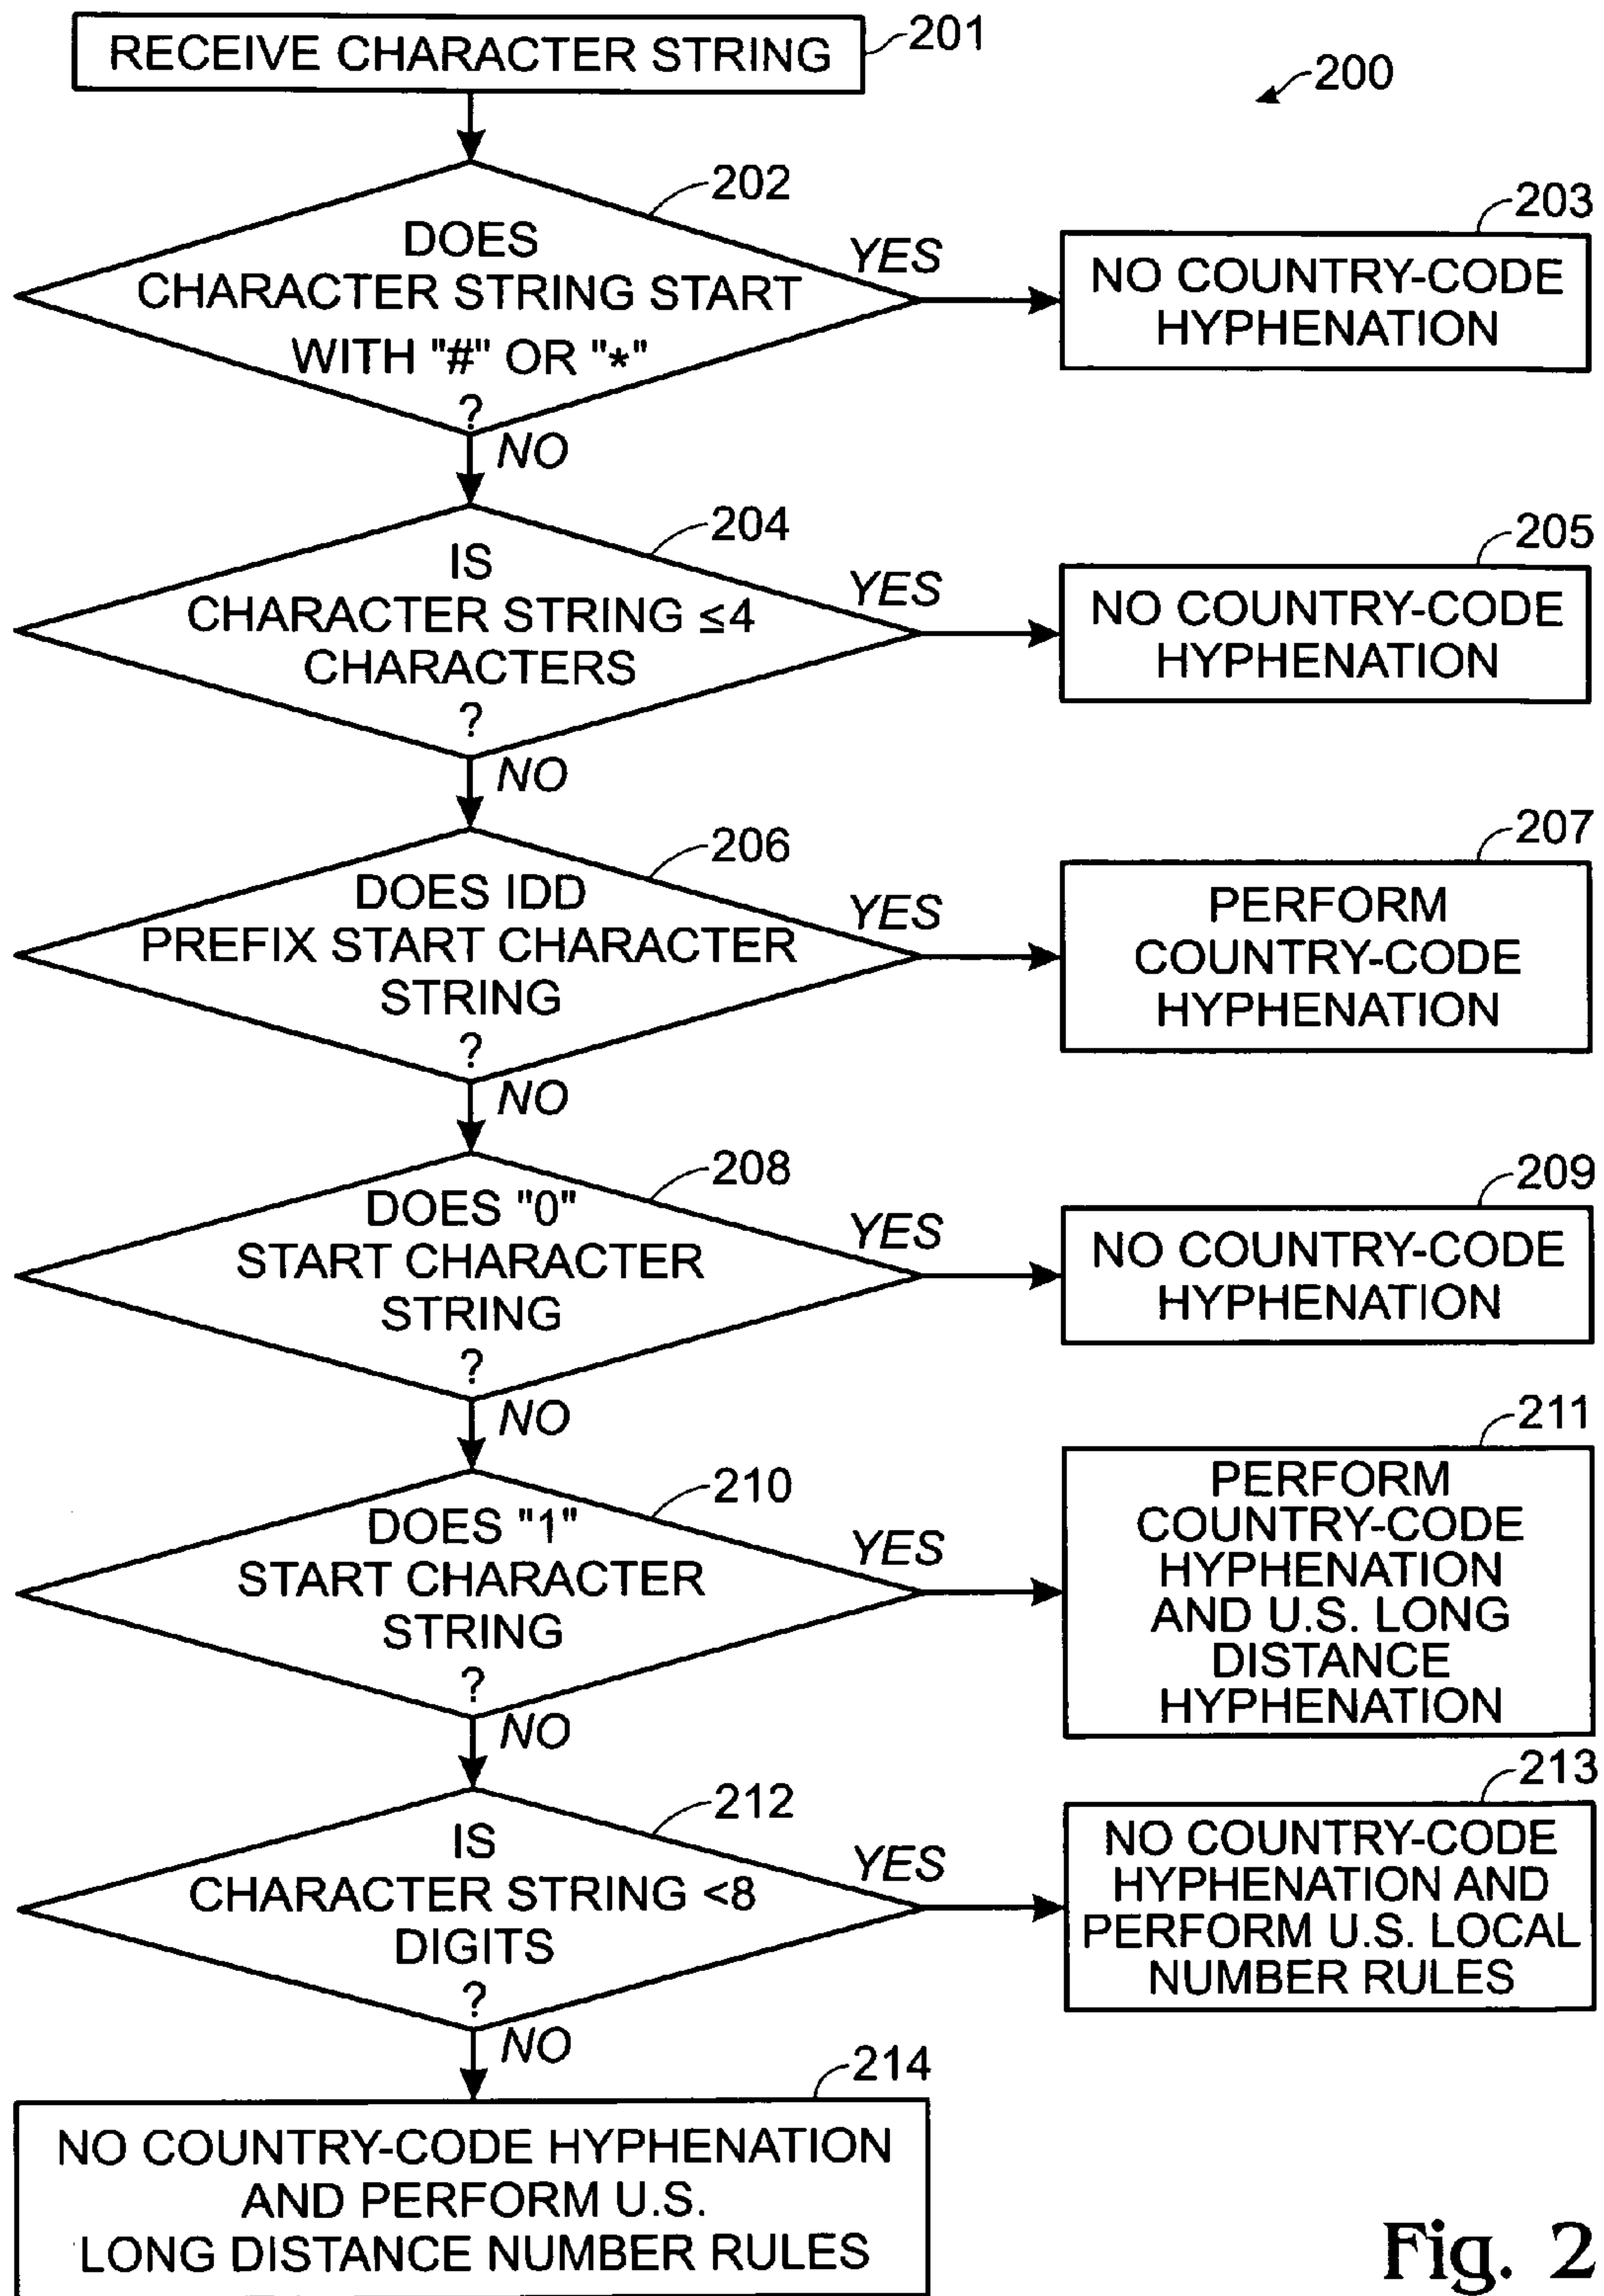 RECEIVE CHARACTER STRING
201
200
202
DOES
CHARACTER STRING START
WITH "#" OR "*"
?
YES
203
NO COUNTRY-CODE
HYPHENATION
NO
204
IS
CHARACTER STRING ≤4
CHARACTERS
?
YES
205
NO COUNTRY-CODE
HYPHENATION
NO
206
DOES IDD
PREFIX START CHARACTER
STRING
?
YES
207
PERFORM
COUNTRY-CODE
HYPHENATION
NO
208
DOES "0"
START CHARACTER
STRING
?
YES
209
NO COUNTRY-CODE
HYPHENATION
NO
210
DOES "1"
START CHARACTER
STRING
?
YES
211
PERFORM
COUNTRY-CODE
HYPHENATION
AND U.S. LONG
DISTANCE
HYPHENATION
NO
212
IS
CHARACTER STRING <8
DIGITS
?
YES
213
NO COUNTRY-CODE
HYPHENATION AND
PERFORM U.S. LOCAL
NUMBER RULES
NO
214
NO COUNTRY-CODE HYPHENATION
AND PERFORM U.S.
LONG DISTANCE NUMBER RULES
Fig. 2